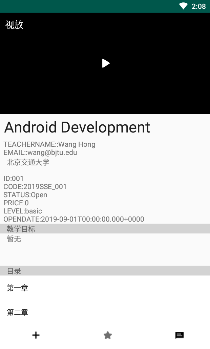 2:08
视放
Android Development
TEACHERNAME:Wang Hong
EMAIL:wang@bjtu.edu
北京交通大学
ID:001
CODE:2019SSE_001
STATUS:Open
PRICE:0
LEVEL:basic
OPENDATE:2019-09-01T00:00:00.000+0000
教学目标
暂无
目录
第一章
第二章